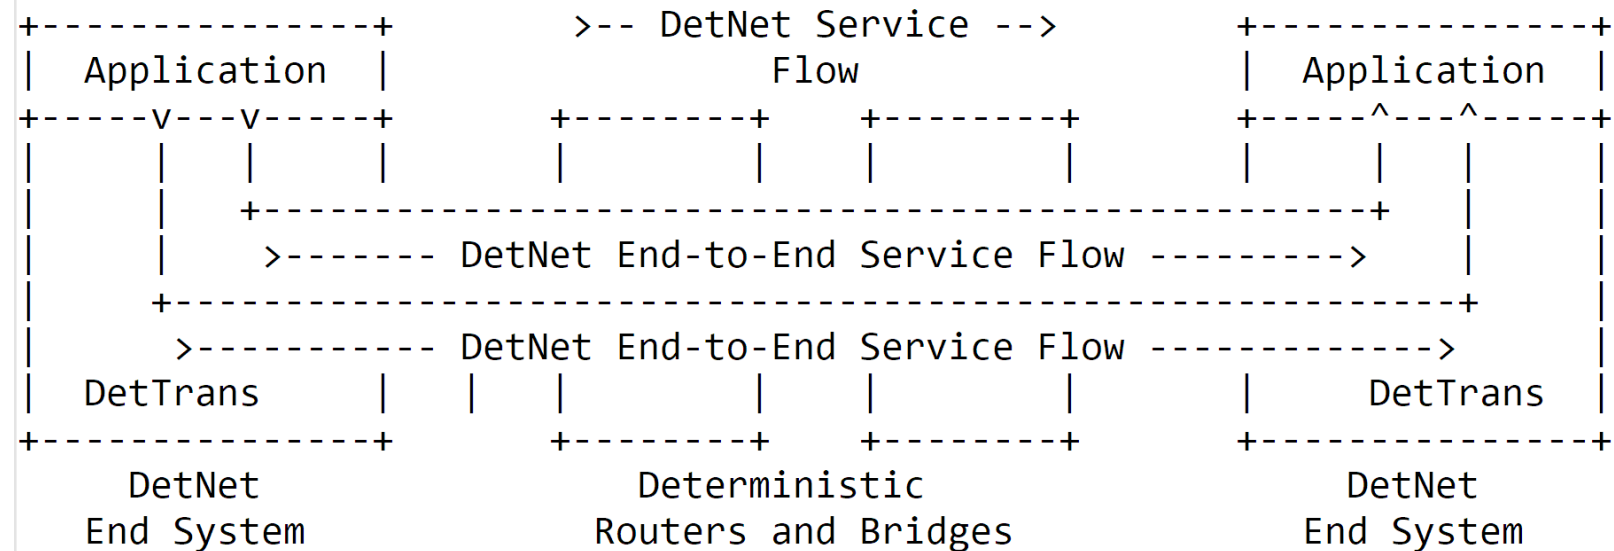 +---------------+        >-- DetNet Service -->        +---------------+
|  Application  |                 Flow                 |  Application  |
+-----v---v-----+       +--------+    +--------+       +-----^---^-----+
|     |   |     |       |        |    |        |       |     |   |     |
|     |   +--------------------------------------------------+   |     |
|     |    >------- DetNet End-to-End Service Flow --------->    |     |
|     +----------------------------------------------------------+     |
|      >----------- DetNet End-to-End Service Flow ------------->      |
|  DetTrans     |   |   |        |    |        |       |     DetTrans  |
+---------------+       +--------+    +--------+       +---------------+
     DetNet                 Deterministic                   DetNet
   End System             Routers and Bridges             End System